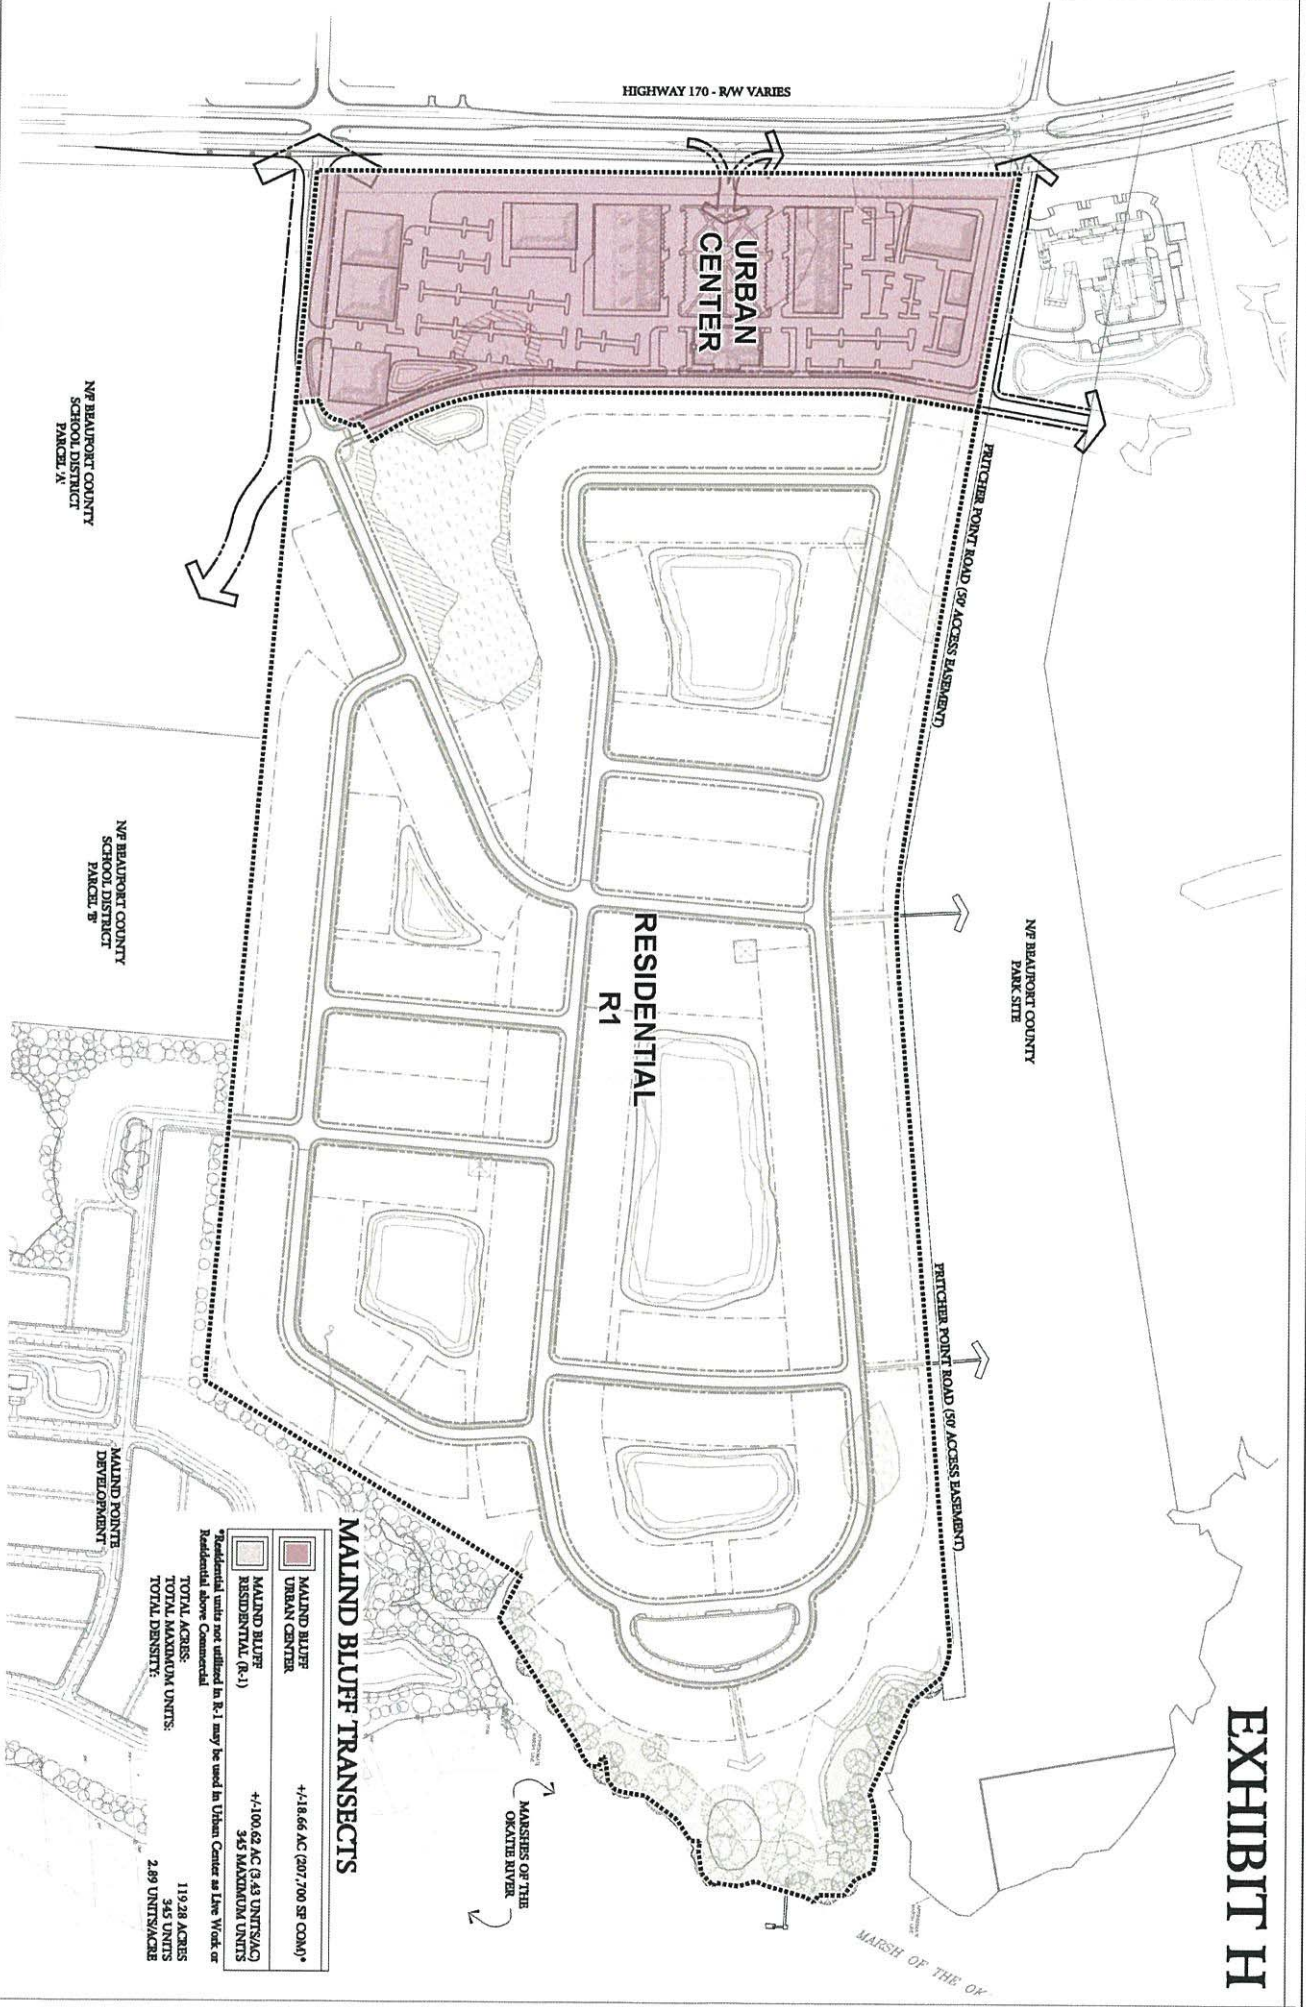 EXHIBIT H
HIGHWAY 170 - R/W VARIES
URBAN
CENTER
PRITCHER POINT ROAD (50' ACCESS EASEMENT)
N/F BEAUFORT COUNTY
PARK SITE
PRITCHER POINT ROAD (50' ACCESS EASEMENT)
RESIDENTIAL
R1
N/F BEAUFORT COUNTY
SCHOOL DISTRICT
PARCEL 'A'
N/F BEAUFORT COUNTY
SCHOOL DISTRICT
PARCEL 'B'
MALIND POINTE
DEVELOPMENT
MARSHES OF THE
OKATIE RIVER
MARSH OF THE OK
MALIND BLUFF TRANSECTS
MALIND BLUFF
URBAN CENTER
+/-18.66 AC (207,700 SF COM)*
MALIND BLUFF
RESIDENTIAL (R-1)
+/-100.62 AC (3.43 UNITS/AC)
345 MAXIMUM UNITS
*Residential units not utilized in R-1 may be used in Urban Center as Live Work or
Residential above Commercial
TOTAL ACRES: 119.28 ACRES
TOTAL MAXIMUM UNITS: 345 UNITS
TOTAL DENSITY: 2.89 UNITS/ACRE